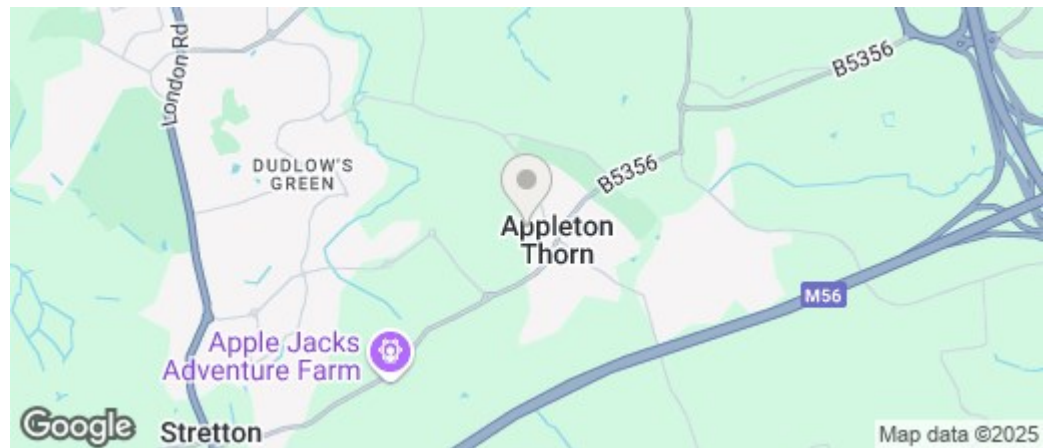 London Rd
B5356
DUDLOW'S
GREEN
B5356
Appleton
Thorn
M56
Apple Jacks
Adventure Farm
Google
Stretton
Map data ©2025